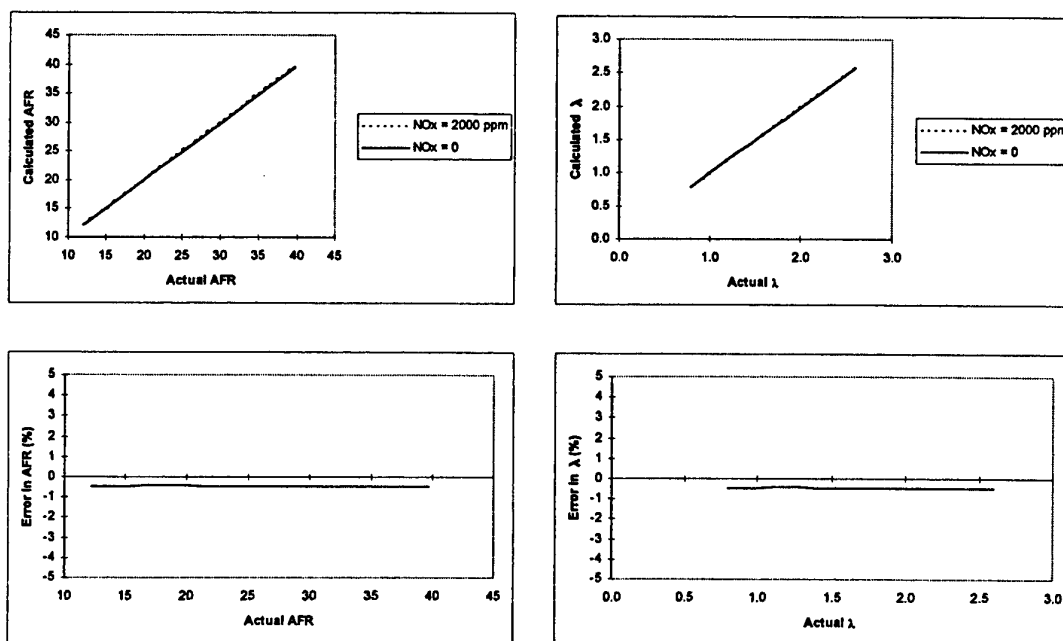 45
40
35
30
25
20
15
10
Calculated AFR
10 15 20 25 30 35 40 45
Actual AFR
NOx = 2000 ppm
NOx = 0
3.0
2.5
2.0
1.5
1.0
0.5
0.0
Calculated λ
0.0 1.0 2.0 3.0
Actual λ
NOx = 2000 ppm
NOx = 0
5
4
3
2
1
0
-1
-2
-3
-4
-5
Error in AFR (%)
10 15 20 25 30 35 40 45
Actual AFR
5
4
3
2
1
0
-1
-2
-3
-4
-5
Error in λ (%)
0.0 0.5 1.0 1.5 2.0 2.5 3.0
Actual λ